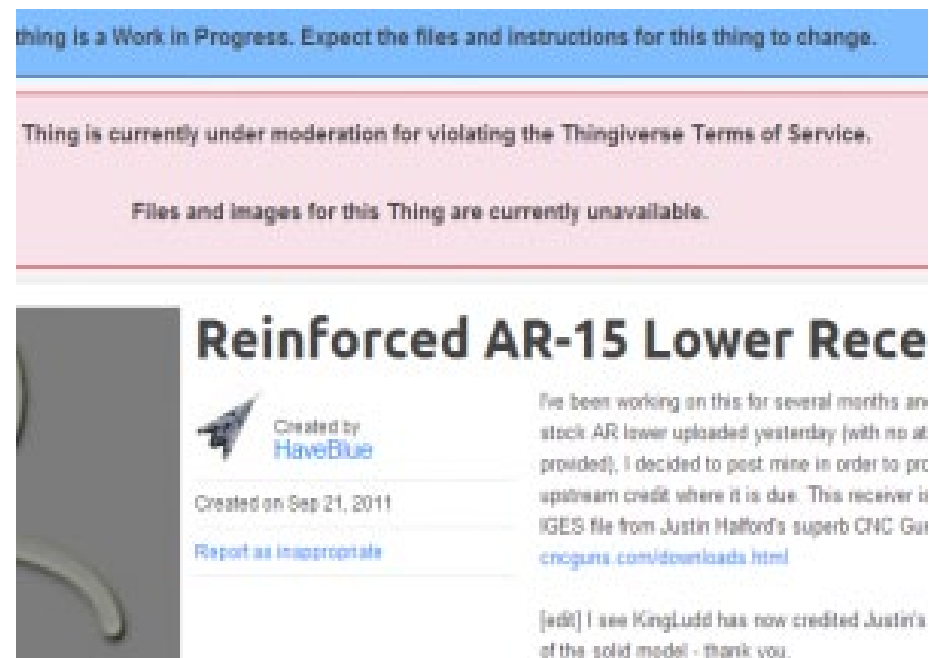 thing is a Work in Progress. Expect the files and instructions for this thing to change.
Thing is currently under moderation for violating the Thingiverse Terms of Service.
Files and images for this Thing are currently unavailable.
Reinforced AR-15 Lower Rece
Created by
HaveBlue
Created on Sep 21, 2011
Report as inappropriate
I've been working on this for several months an
stock AR lower uploaded yesterday (with no at
provided), I decided to post mine in order to pro
upstream credit where it is due. This receiver is
IGES file from Justin Halford's superb CNC Gu
cncguns.com/downloads.html
[edit] I see KingLudd has now credited Justin's
of the solid model - thank you.